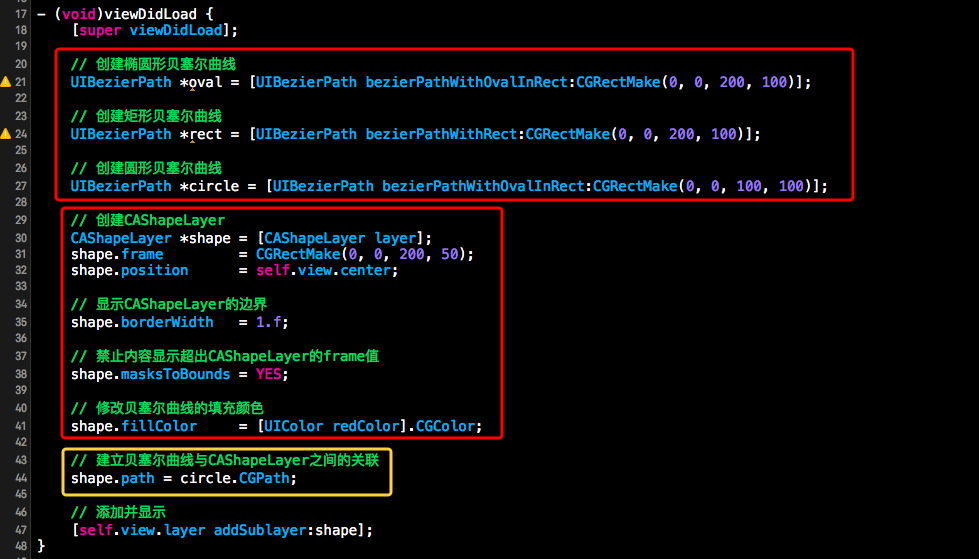 17 - (void)viewDidLoad {
18 [super viewDidLoad];
19
20 // 创建椭圆形贝塞尔曲线
21 UIBezierPath *oval = [UIBezierPath bezierPathWithOvalInRect:CGRectMake(0, 0, 200, 100)];
22
23 // 创建矩形贝塞尔曲线
24 UIBezierPath *rect = [UIBezierPath bezierPathWithRect:CGRectMake(0, 0, 200, 100)];
25
26 // 创建圆形贝塞尔曲线
27 UIBezierPath *circle = [UIBezierPath bezierPathWithOvalInRect:CGRectMake(0, 0, 100, 100)];
28
29 // 创建CAShapeLayer
30 CAShapeLayer *shape = [CAShapeLayer layer];
31 shape.frame = CGRectMake(0, 0, 200, 50);
32 shape.position = self.view.center;
33
34 // 显示CAShapeLayer的边界
35 shape.borderWidth = 1.f;
36
37 // 禁止内容显示超出CAShapeLayer的frame值
38 shape.masksToBounds = YES;
39
40 // 修改贝塞尔曲线的填充颜色
41 shape.fillColor = [UIColor redColor].CGColor;
42
43 // 建立贝塞尔曲线与CAShapeLayer之间的关联
44 shape.path = circle.CGPath;
45
46 // 添加并显示
47 [self.view.layer addSublayer:shape];
48 }